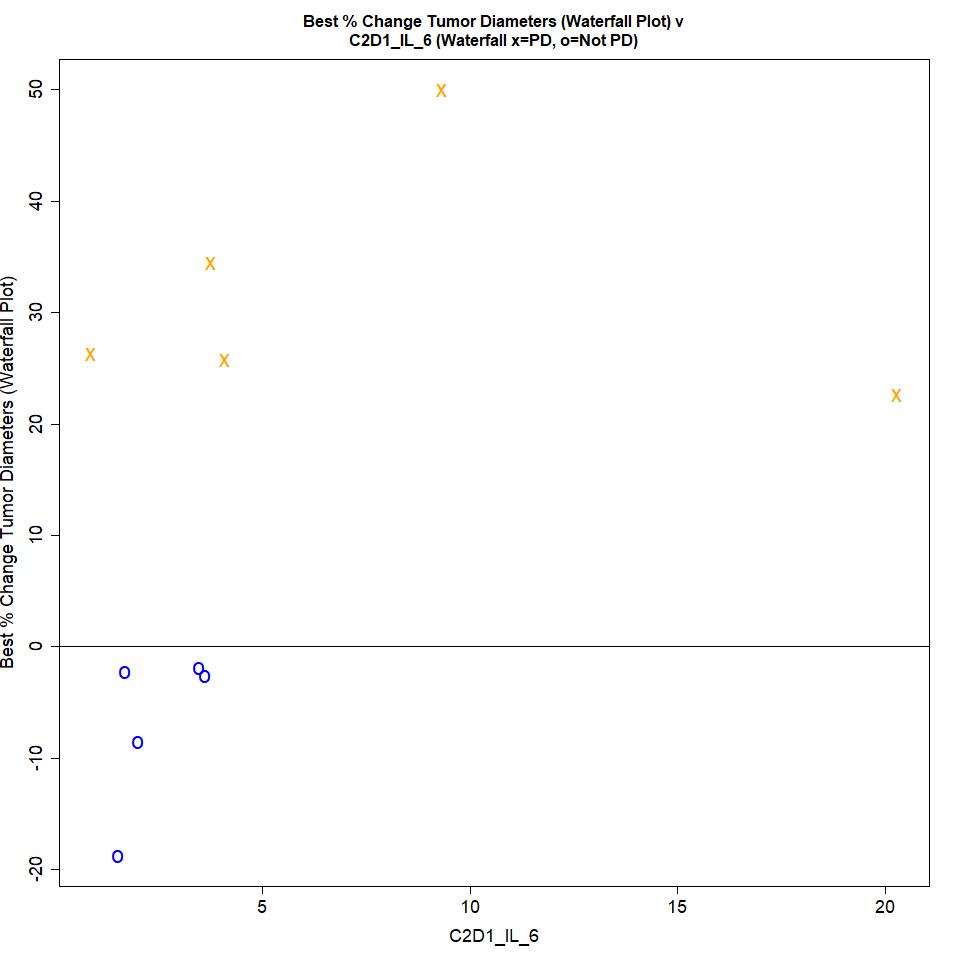 Best % Change Tumor Diameters (Waterfall Plot) v
C2D1_IL_6 (Waterfall x=PD, o=Not PD)
Best % Change Tumor Diameters (Waterfall Plot)
50
40
30
20
10
0
-10
-20
X
X
X
X
X
O
O
O
O
O
5 10 15 20
C2D1_IL_6